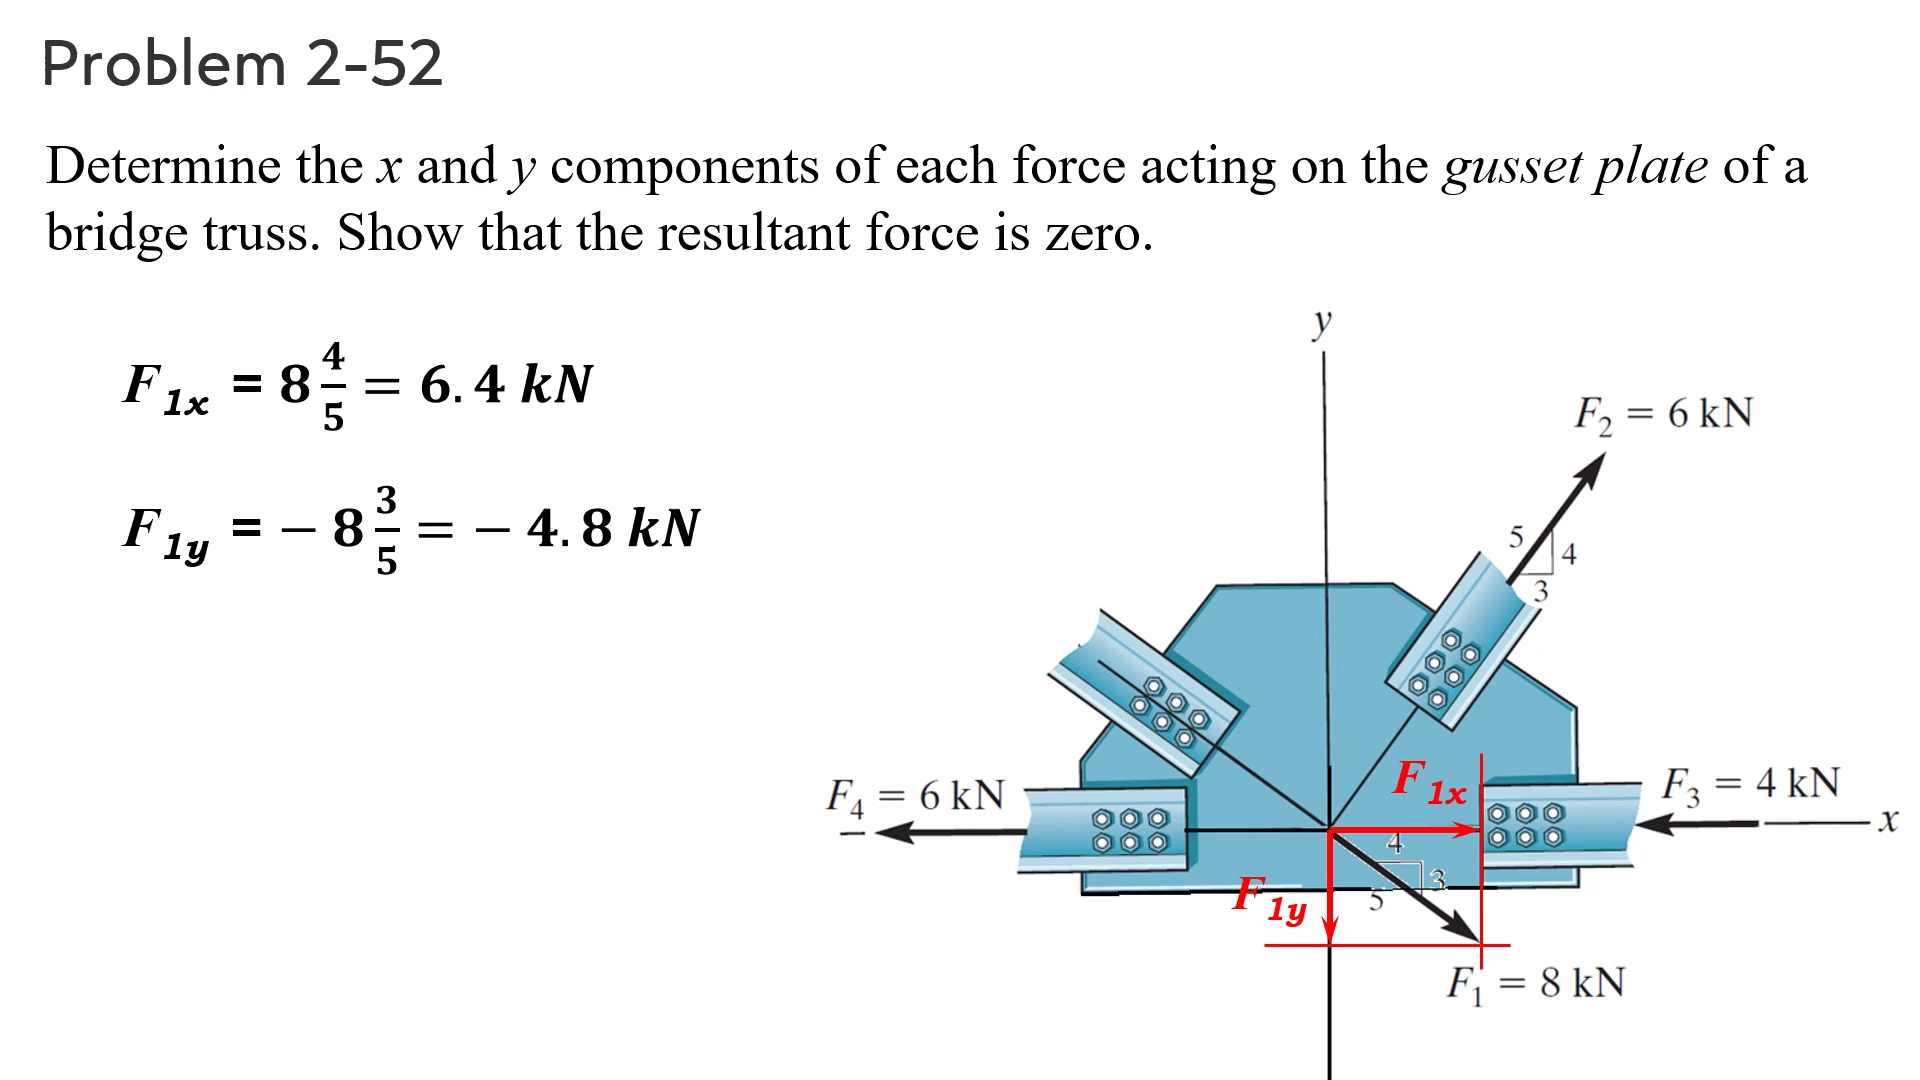 Problem 2-52
Determine the x and y components of each force acting on the gusset plate of a
bridge truss. Show that the resultant force is zero.
F₁ₓ = 8 4/5 = 6.4 kN
F₁y = − 8 3/5 = − 4.8 kN
y
F₂ = 6 kN
5
4
3
F₄ = 6 kN
F₁ₓ
F₃ = 4 kN
x
4
3
5
F₁y
F₁ = 8 kN